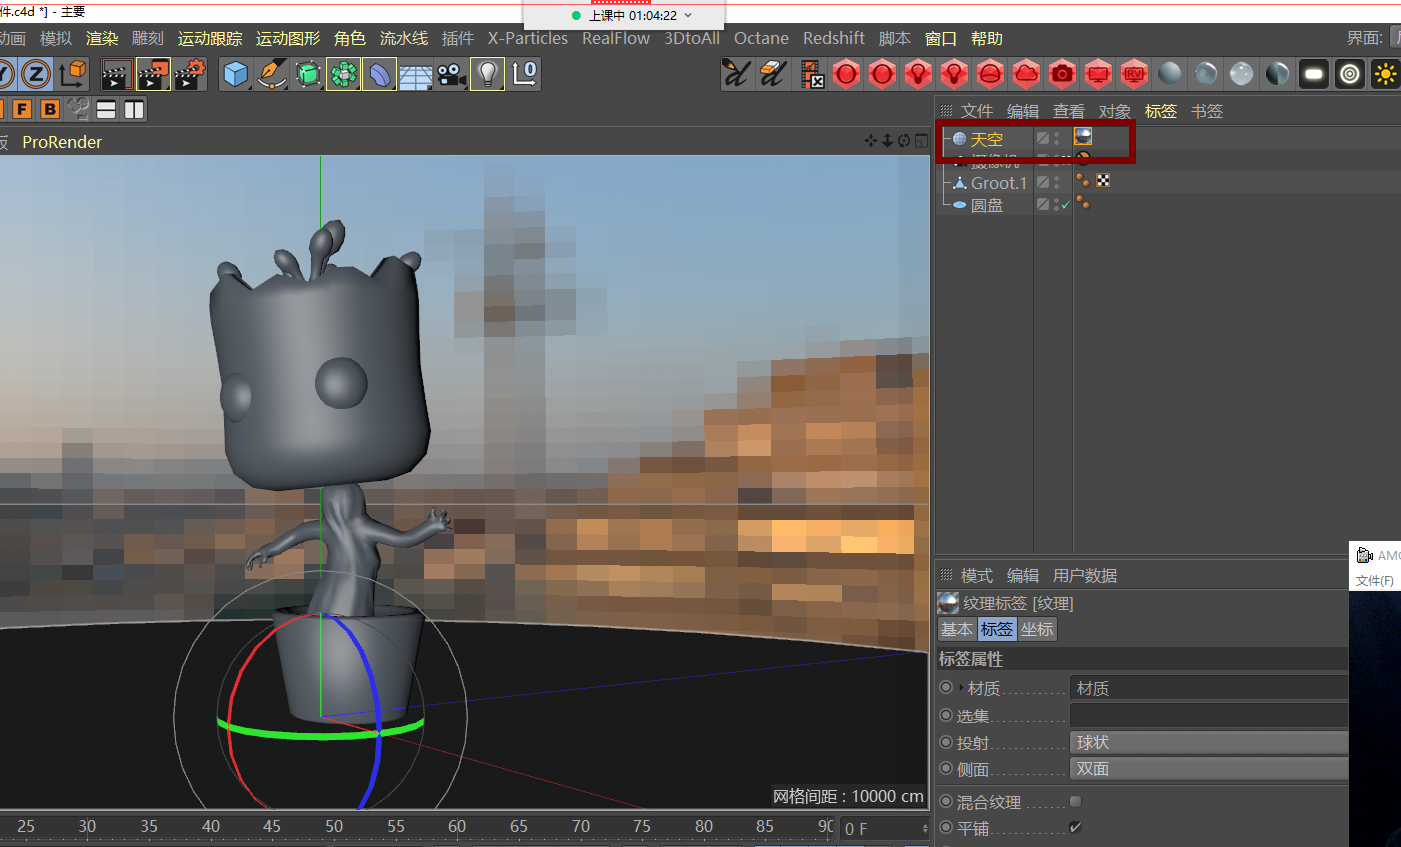 件.c4d *] - 主要
上课中 01:04:22
动画 模拟 渲染 雕刻 运动跟踪 运动图形 角色 流水线 插件 X-Particles RealFlow 3DtoAll Octane Redshift 脚本 窗口 帮助 界面:
Y Z
F B
RV
文件 编辑 查看 对象 标签 书签
ProRender
天空
摄像机
Groot.1
圆盘
网格间距 : 10000 cm
25 30 35 40 45 50 55 60 65 70 75 80 85 90 0 F
模式 编辑 用户数据
纹理标签 [纹理]
基本 标签 坐标
标签属性
材质 材质
选集
投射 球状
侧面 双面
混合纹理
平铺
AMC
文件(F)